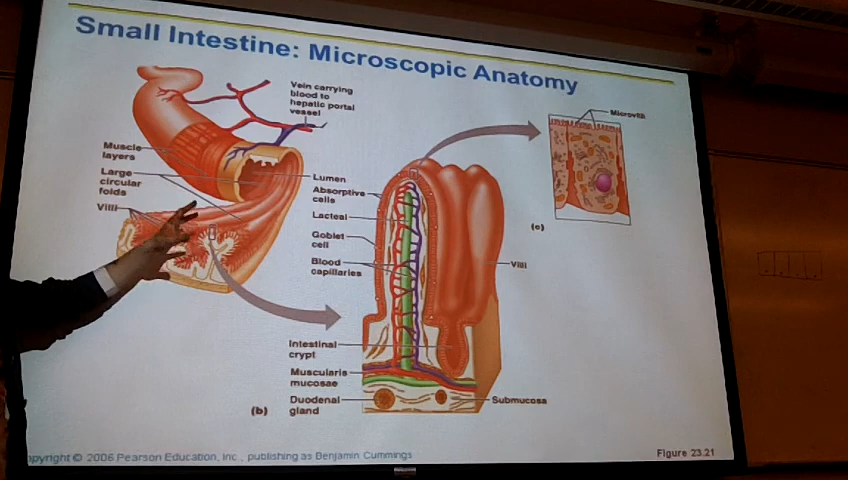 Small Intestine: Microscopic Anatomy
Vein carrying
blood to
hepatic portal
vessel
Microvilli
Muscle
layers
Large
circular
folds
Villi
Lumen
Absorptive
cells
Lacteal
Goblet
cell
Blood
capillaries
(c)
Villi
Intestinal
crypt
Muscularis
mucosae
Duodenal
gland
(b)
Submucosa
opyright © 2006 Pearson Education, Inc., publishing as Benjamin Cummings
Figure 23.21